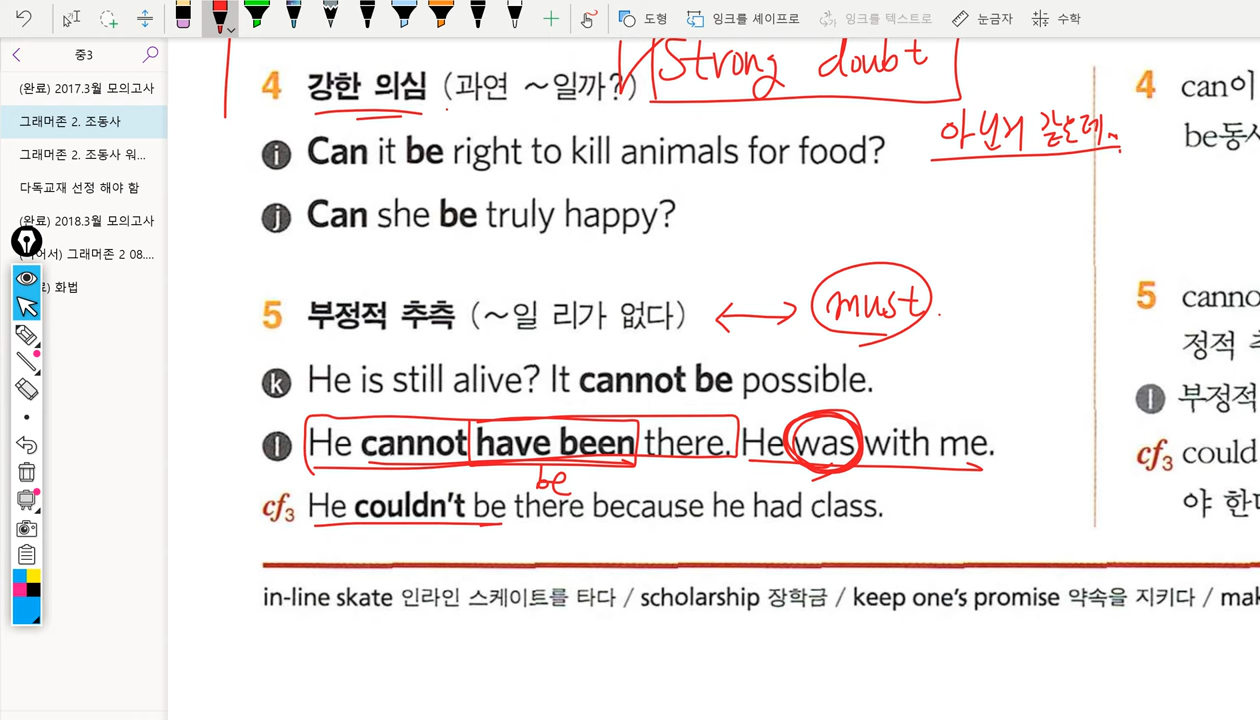 도형
잉크를 셰이프로
잉크를 텍스트로
눈금자
수학
중3
(완료) 2017.3월 모의고사
그래머존 2. 조동사
그래머존 2. 조동사 워...
다독교재 선정 해야 함
(완료) 2018.3월 모의고사
어서) 그래머존 2 08....
) 화법
Strong doubt
4 강한 의심 (과연 ~일까?)
아닌거 같은데..
i Can it be right to kill animals for food?
j Can she be truly happy?
5 부정적 추측 (~일 리가 없다) ↔ must.
k He is still alive? It cannot be possible.
l He cannot have been there. He was with me.
be
cf3 He couldn't be there because he had class.
in-line skate 인라인 스케이트를 타다 / scholarship 장학금 / keep one's promise 약속을 지키다 / mak
4 can이
be동사
5 canno
정적 추
l 부정적
cf3 could
야 한다